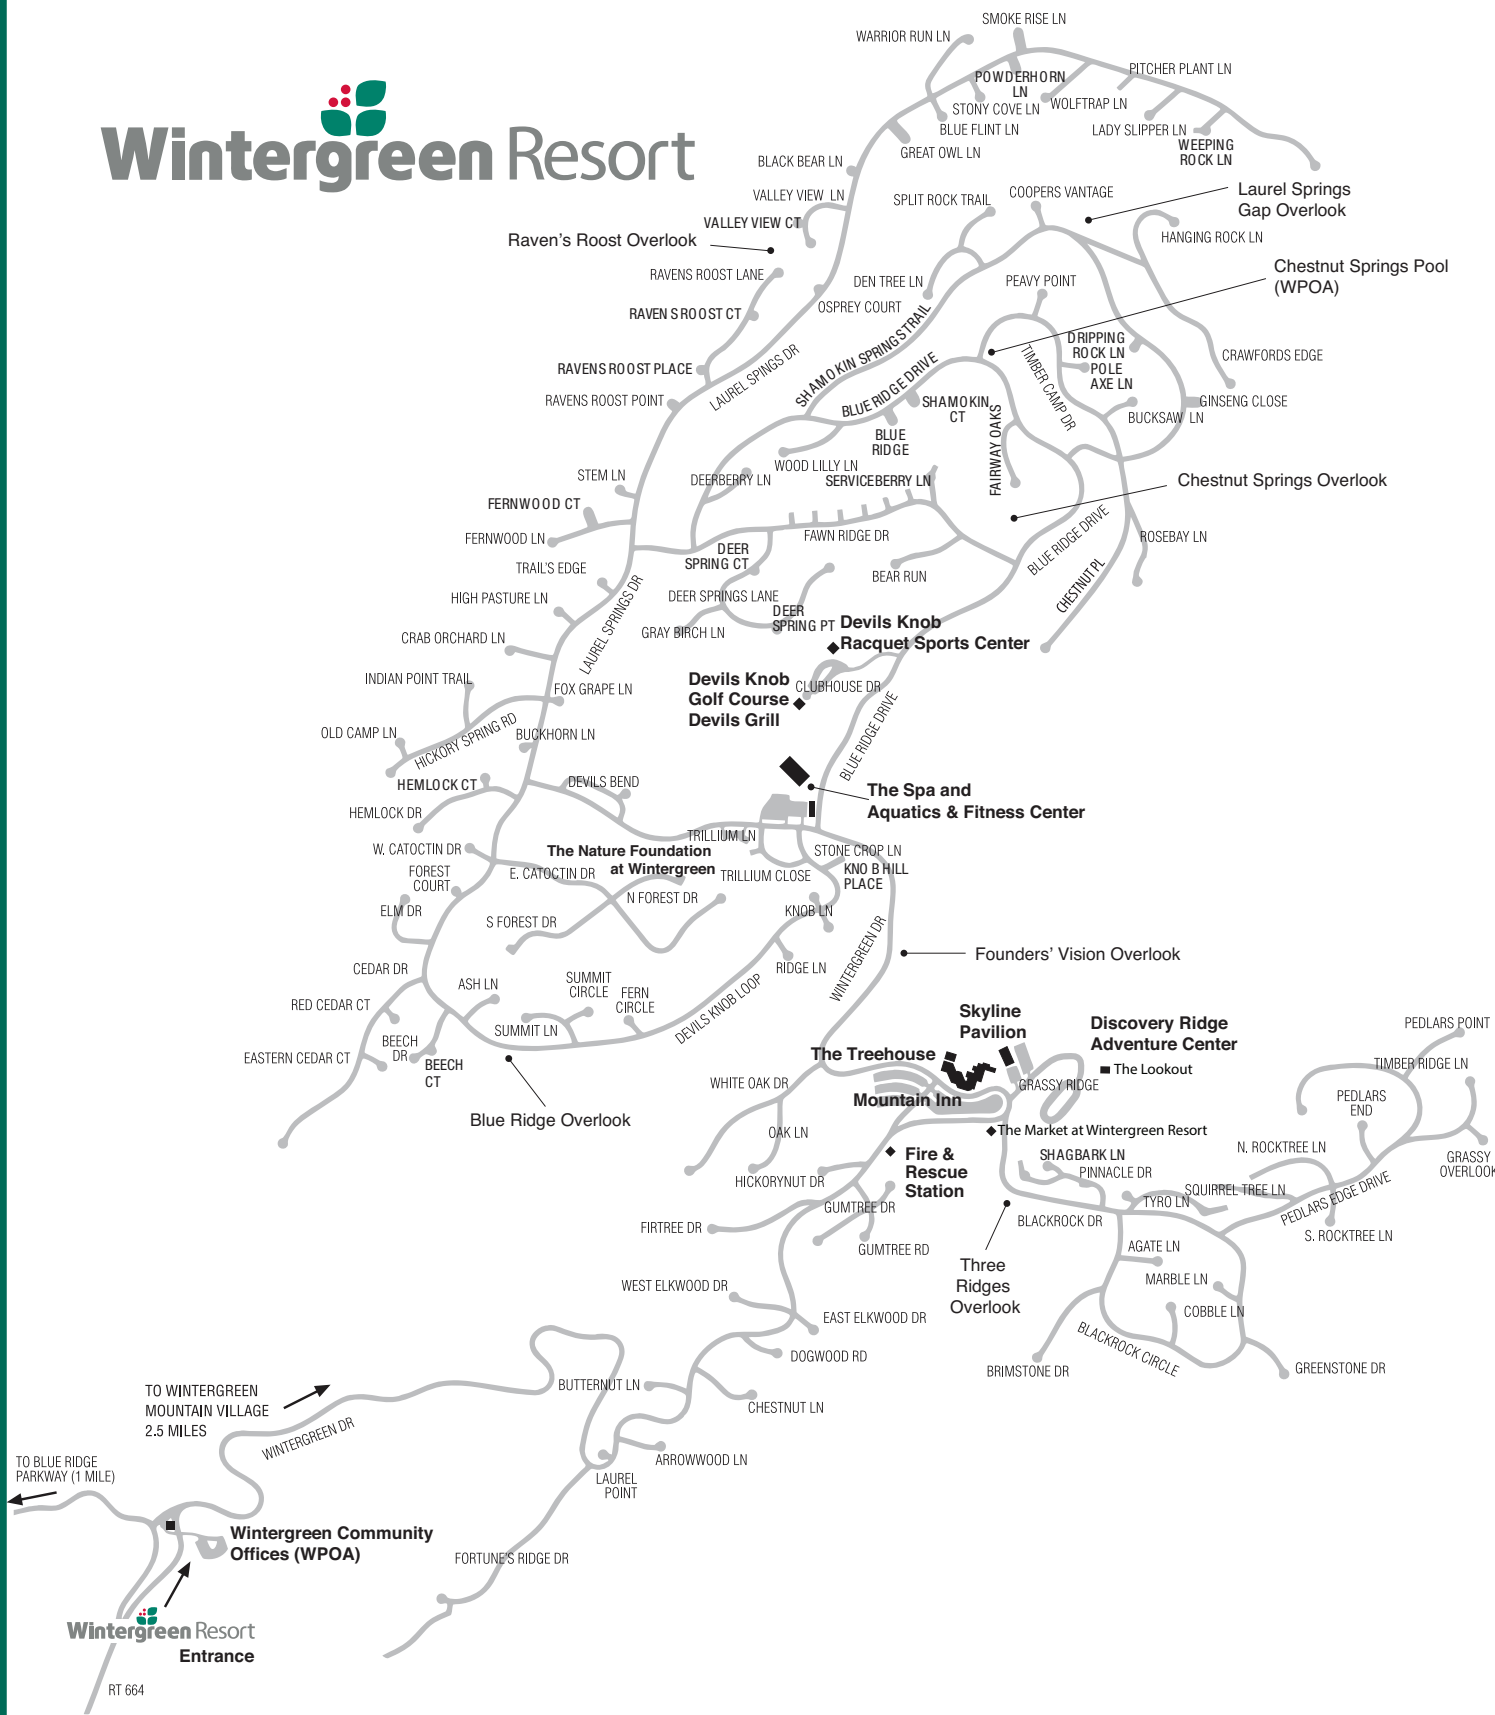 SMOKE RISE LN
WARRIOR RUN LN
PITCHER PLANT LN
POWDERHORN
LN
STONY COVE LN
WOLFTRAP LN
BLUE FLINT LN
LADY SLIPPER LN
WEEPING
ROCK LN
GREAT OWL LN
Wintergreen Resort
BLACK BEAR LN
VALLEY VIEW LN
VALLEY VIEW CT
SPLIT ROCK TRAIL
COOPERS VANTAGE
Laurel Springs
Gap Overlook
HANGING ROCK LN
Raven's Roost Overlook
RAVENS ROOST LANE
DEN TREE LN
PEAVY POINT
Chestnut Springs Pool
(WPOA)
OSPREY COURT
RAVENS ROOST CT
SHAMOKIN SPRINGS TRAIL
BLUE RIDGE DRIVE
TIMBER CAMP DR
DRIPPING
ROCK LN
POLE
AXE LN
CRAWFORDS EDGE
RAVENS ROOST PLACE
LAUREL SPINGS DR
RAVENS ROOST POINT
SHAMOKIN
CT
GINSENG CLOSE
BUCKSAW LN
BLUE
RIDGE
FAIRWAY OAKS
WOOD LILLY LN
STEM LN
DEERBERRY LN
SERVICEBERRY LN
Chestnut Springs Overlook
FERNWOOD CT
FERNWOOD LN
FAWN RIDGE DR
BLUE RIDGE DRIVE
ROSEBAY LN
DEER
SPRING CT
TRAIL'S EDGE
BEAR RUN
CHESTNUT PL
HIGH PASTURE LN
LAUREL SPRINGS DR
DEER SPRINGS LANE
DEER
SPRING PT
GRAY BIRCH LN
Devils Knob
Racquet Sports Center
CRAB ORCHARD LN
INDIAN POINT TRAIL
FOX GRAPE LN
Devils Knob
Golf Course
Devils Grill
CLUBHOUSE DR
OLD CAMP LN
HICKORY SPRING RD
BUCKHORN LN
BLUE RIDGE DRIVE
HEMLOCK CT
DEVILS BEND
The Spa and
Aquatics & Fitness Center
HEMLOCK DR
TRILLIUM LN
W. CATOCTIN DR
The Nature Foundation
at Wintergreen
STONE CROP LN
KNOB HILL
PLACE
FOREST
COURT
E. CATOCTIN DR
TRILLIUM CLOSE
N FOREST DR
ELM DR
S FOREST DR
KNOB LN
WINTERGREEN DR
Founders' Vision Overlook
CEDAR DR
RIDGE LN
ASH LN
SUMMIT
CIRCLE
FERN
CIRCLE
RED CEDAR CT
DEVILS KNOB LOOP
SUMMIT LN
BEECH
DR
EASTERN CEDAR CT
BEECH
CT
Blue Ridge Overlook
Skyline
Pavilion
Discovery Ridge
Adventure Center
The Lookout
The Treehouse
GRASSY RIDGE
Mountain Inn
PEDLARS POINT
TIMBER RIDGE LN
PEDLARS
END
WHITE OAK DR
OAK LN
The Market at Wintergreen Resort
Fire &
Rescue
Station
SHAGBARK LN
PINNACLE DR
N. ROCKTREE LN
GRASSY
OVERLOOK
HICKORYNUT DR
SQUIRREL TREE LN
TYRO LN
PEDLARS EDGE DRIVE
GUMTREE DR
BLACKROCK DR
S. ROCKTREE LN
FIRTREE DR
GUMTREE RD
AGATE LN
Three
Ridges
Overlook
MARBLE LN
WEST ELKWOOD DR
COBBLE LN
EAST ELKWOOD DR
BLACKROCK CIRCLE
DOGWOOD RD
BRIMSTONE DR
GREENSTONE DR
TO WINTERGREEN
MOUNTAIN VILLAGE
2.5 MILES
BUTTERNUT LN
CHESTNUT LN
WINTERGREEN DR
TO BLUE RIDGE
PARKWAY (1 MILE)
ARROWWOOD LN
LAUREL
POINT
Wintergreen Community
Offices (WPOA)
FORTUNE'S RIDGE DR
Wintergreen Resort
Entrance
RT 664